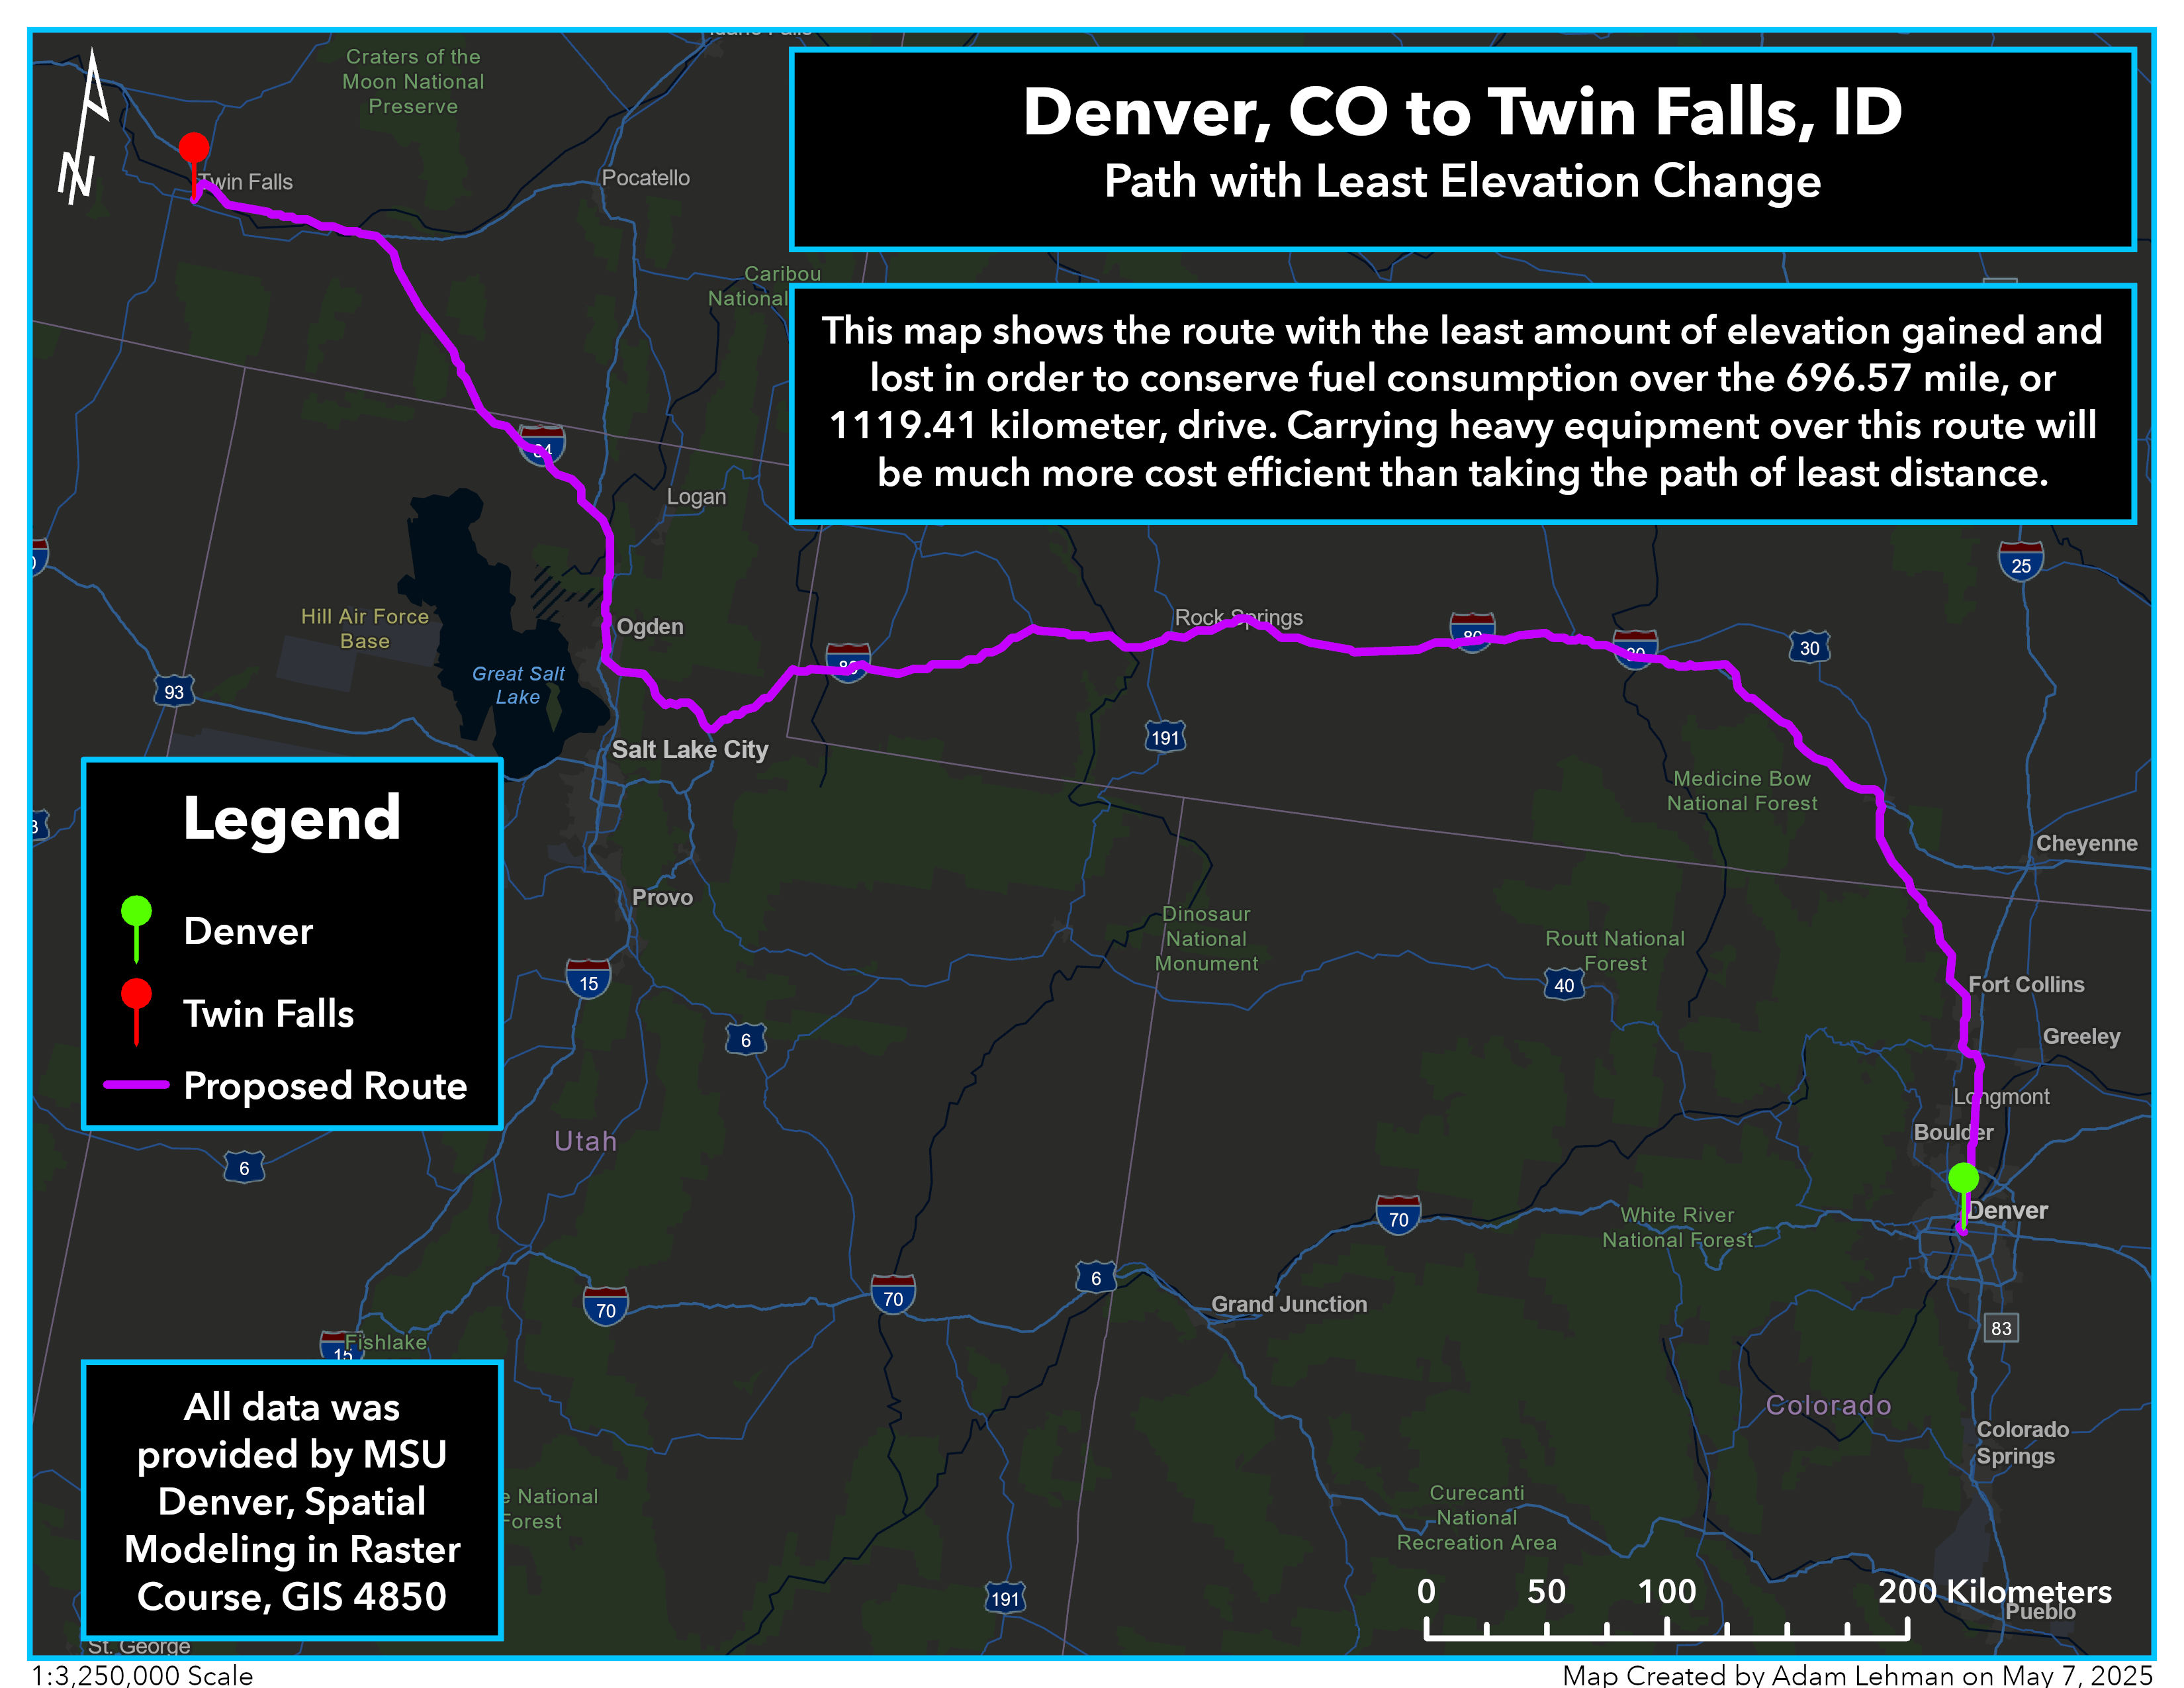 Idaho Falls
Craters of the
Moon National
Preserve
N
Denver, CO to Twin Falls, ID
Path with Least Elevation Change
Twin Falls
Pocatello
Caribou
National
This map shows the route with the least amount of elevation gained and
lost in order to conserve fuel consumption over the 696.57 mile, or
1119.41 kilometer, drive. Carrying heavy equipment over this route will
be much more cost efficient than taking the path of least distance.
84
Logan
25
Hill Air Force
Base
Ogden
Rock Springs
80
80
80
30
Great Salt
Lake
93
191
Salt Lake City
Medicine Bow
National Forest
Cheyenne
Legend
Denver
Twin Falls
Proposed Route
Provo
Dinosaur
National
Monument
Routt National
Forest
15
40
Fort Collins
6
Greeley
Longmont
Boulder
Utah
6
Denver
70
White River
National Forest
6
70
70
Grand Junction
83
15
Fishlake
Colorado
Colorado
Springs
All data was
provided by MSU
Denver, Spatial
Modeling in Raster
Course, GIS 4850
e National
Forest
Curecanti
National
Recreation Area
191
0 50 100 200 Kilometers
Pueblo
St. George
1:3,250,000 Scale
Map Created by Adam Lehman on May 7, 2025